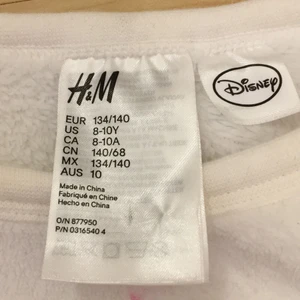 H&M
Disney
EUR 134/140
US 8-10Y
CA 8-10A
CN 140/68
MX 134/140
AUS 10
Made in China
Fabriqué en Chine
Hecho en China
O/N 877950
P/N 0316540 4